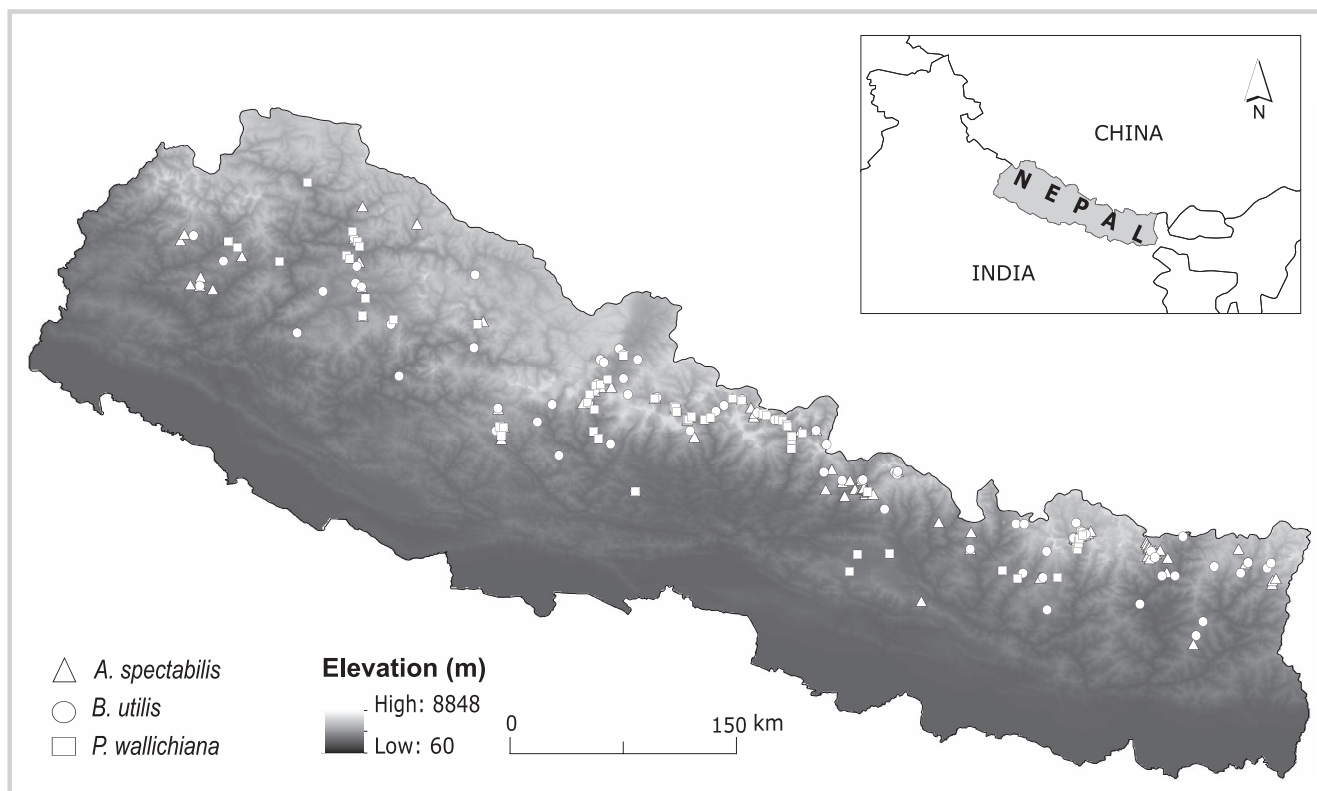 N
CHINA
NEPAL
INDIA
A. spectabilis
B. utilis
P. wallichiana
Elevation (m)
High: 8848
Low: 60
0 150 km